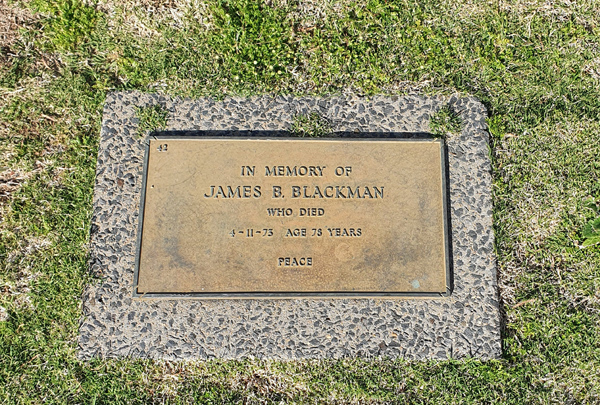 42
IN MEMORY OF
JAMES B. BLACKMAN
WHO DIED
4-11-75 AGE 78 YEARS
PEACE